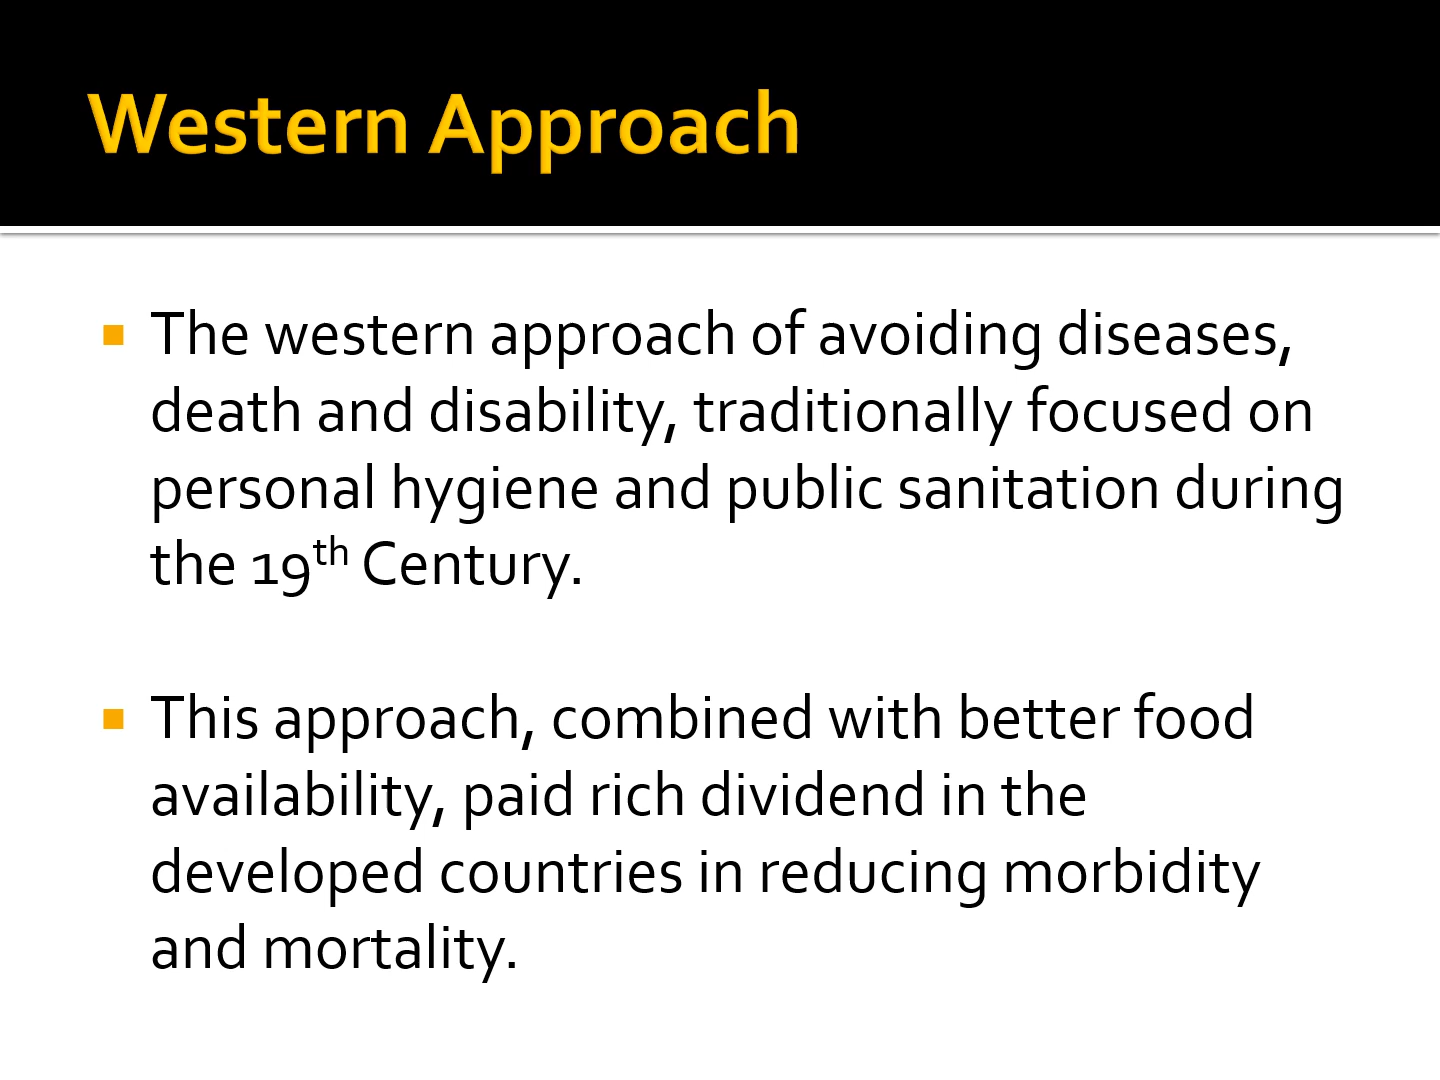 Western Approach
The western approach of avoiding diseases,
death and disability, traditionally focused on
personal hygiene and public sanitation during
the 19th Century.
This approach, combined with better food
availability, paid rich dividend in the
developed countries in reducing morbidity
and mortality.